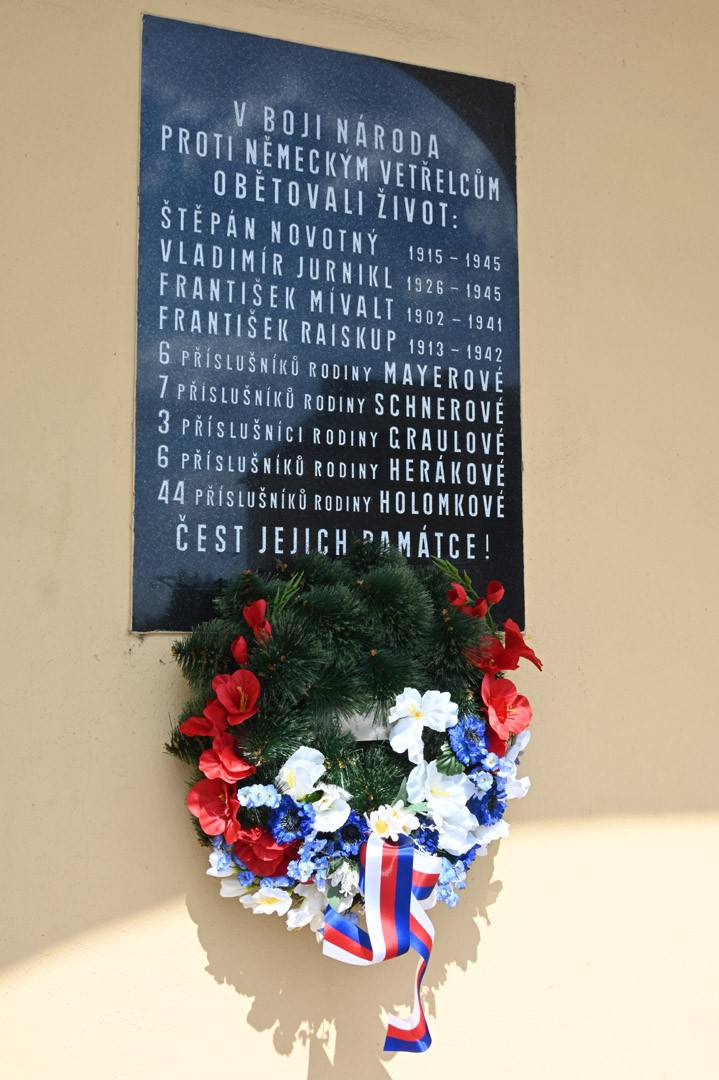 V BOJI NÁRODA
PROTI NĚMECKÝM VETŘELCŮM
OBĚTOVALI ŽIVOT:
ŠTĚPÁN NOVOTNÝ 1915 – 1945
VLADIMÍR JURNIKL 1926 – 1945
FRANTIŠEK MÍVALT 1902 – 1941
FRANTIŠEK RAISKUP 1913 – 1942
6 PŘÍSLUŠNÍKŮ RODINY MAYEROVÉ
7 PŘÍSLUŠNÍKŮ RODINY SCHNEROVÉ
3 PŘÍSLUŠNÍCI RODINY GRAULOVÉ
6 PŘÍSLUŠNÍKŮ RODINY HERÁKOVÉ
44 PŘÍSLUŠNÍKŮ RODINY HOLOMKOVÉ
ČEST JEJICH PAMÁTCE!